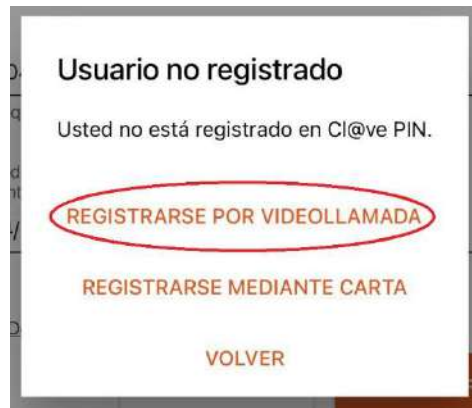 Usuario no registrado
Usted no está registrado en Cl@ve PIN.
REGISTRARSE POR VIDEOLLAMADA
REGISTRARSE MEDIANTE CARTA
VOLVER